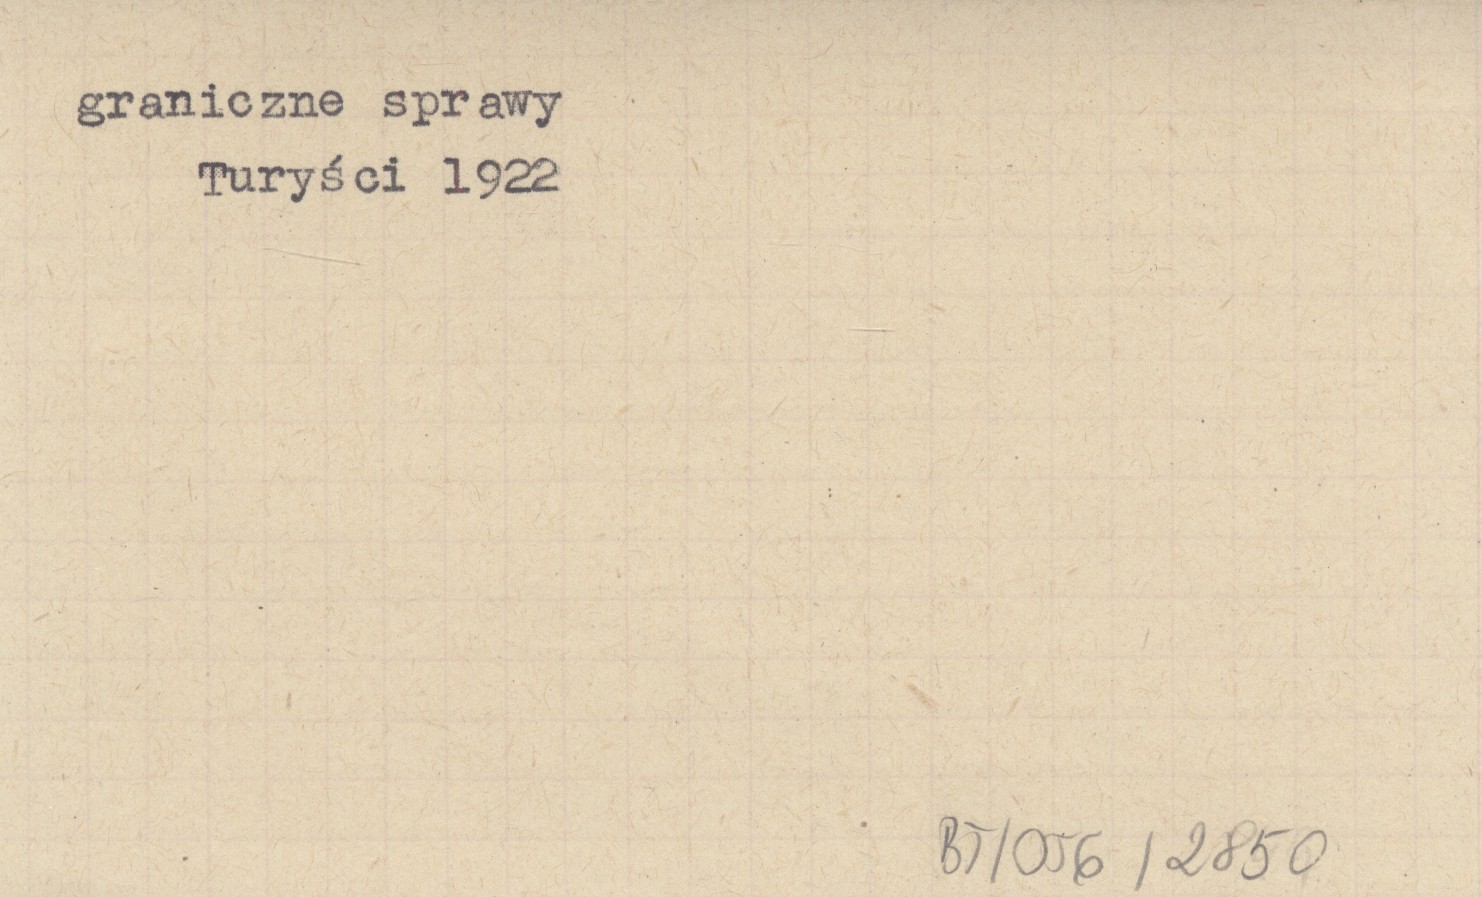 graniczne sprawy
Turyści 1922
BT/056/2850